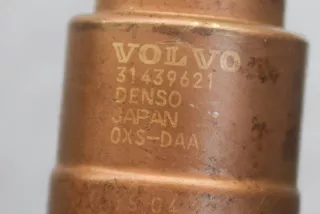 VOLVO
31439621
DENSO
JAPAN
OXS-DAA